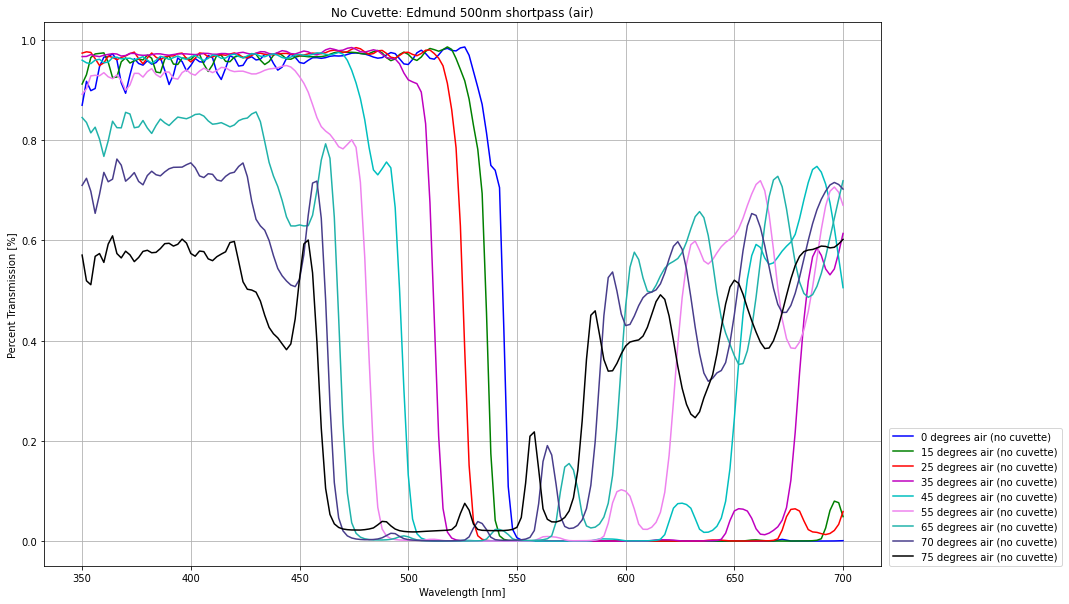 No Cuvette: Edmund 500nm shortpass (air)
1.0
0.8
0.6
0.4
0.2
0.0
Percent Transmission [%]
350 400 450 500 550 600 650 700
Wavelength [nm]
0 degrees air (no cuvette)
15 degrees air (no cuvette)
25 degrees air (no cuvette)
35 degrees air (no cuvette)
45 degrees air (no cuvette)
55 degrees air (no cuvette)
65 degrees air (no cuvette)
70 degrees air (no cuvette)
75 degrees air (no cuvette)